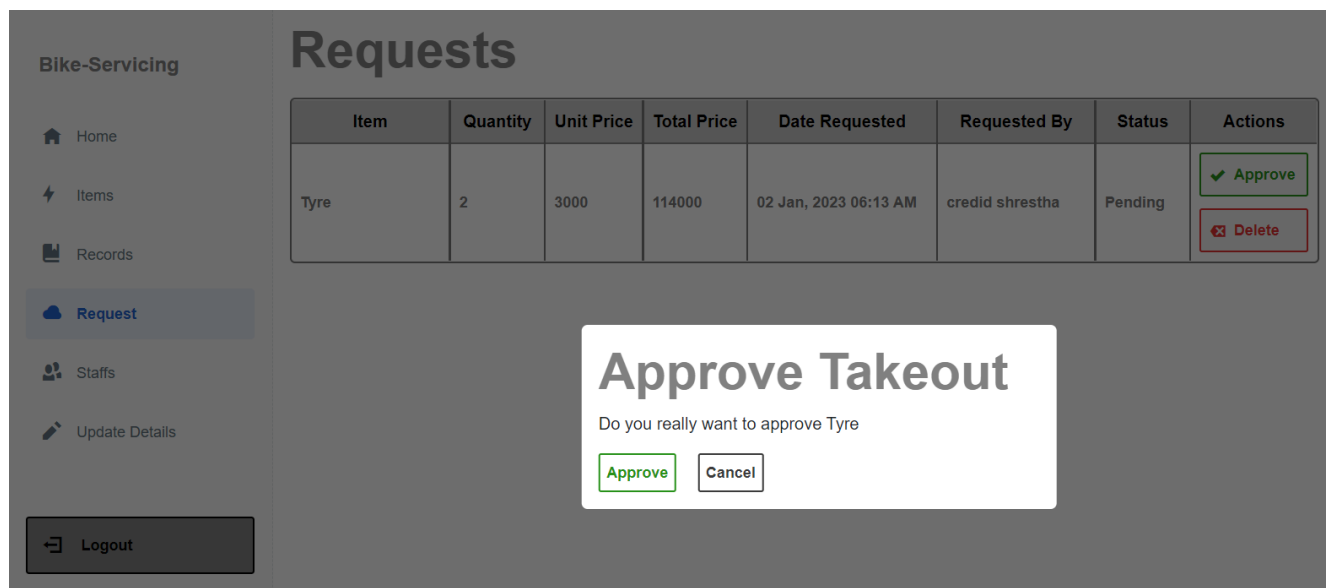 Bike-Servicing
Home
Items
Records
Request
Staffs
Update Details
Logout
Requests
Item Quantity Unit Price Total Price Date Requested Requested By Status Actions
Tyre 2 3000 114000 02 Jan, 2023 06:13 AM credid shrestha Pending
Approve
Delete
Approve Takeout
Do you really want to approve Tyre
Approve Cancel